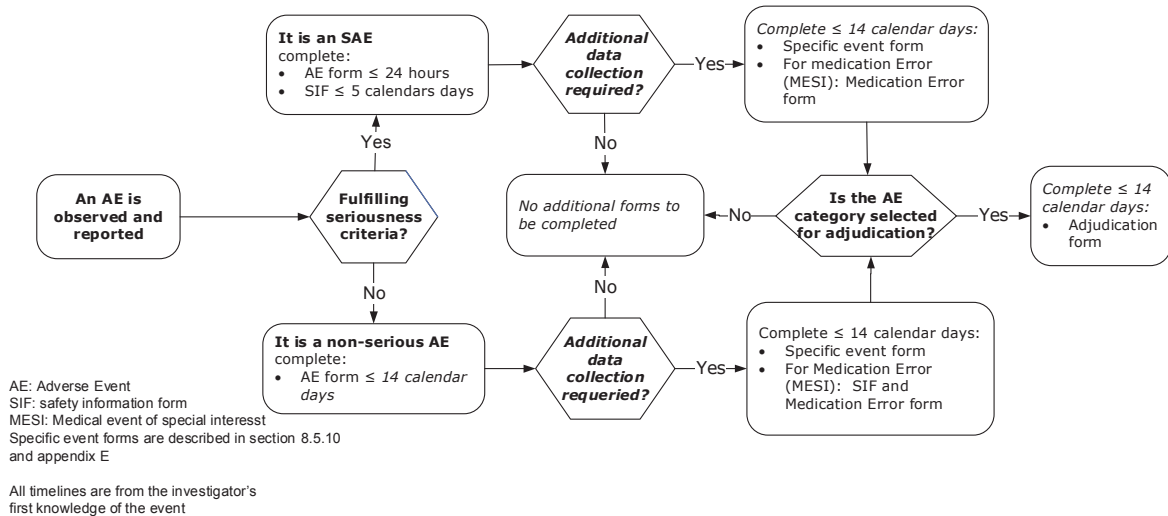 It is an SAE
complete:
• AE form ≤ 24 hours
• SIF ≤ 5 calendars days
Additional
data
collection
required?
Yes
Complete ≤ 14 calendar days:
• Specific event form
• For medication Error
(MESI): Medication Error
form
Yes
No
An AE is
observed and
reported
Fulfilling
seriousness
criteria?
No additional forms to
be completed
No
Is the AE
category selected
for adjudication?
Yes
Complete ≤ 14
calendar days:
• Adjudication
form
No
No
It is a non-serious AE
complete:
• AE form ≤ 14 calendar
days
Additional
data
collection
requeried?
Yes
Complete ≤ 14 calendar days:
• Specific event form
• For Medication Error
(MESI): SIF and
Medication Error form
AE: Adverse Event
SIF: safety information form
MESI: Medical event of special interesst
Specific event forms are described in section 8.5.10
and appendix E
All timelines are from the investigator's
first knowledge of the event